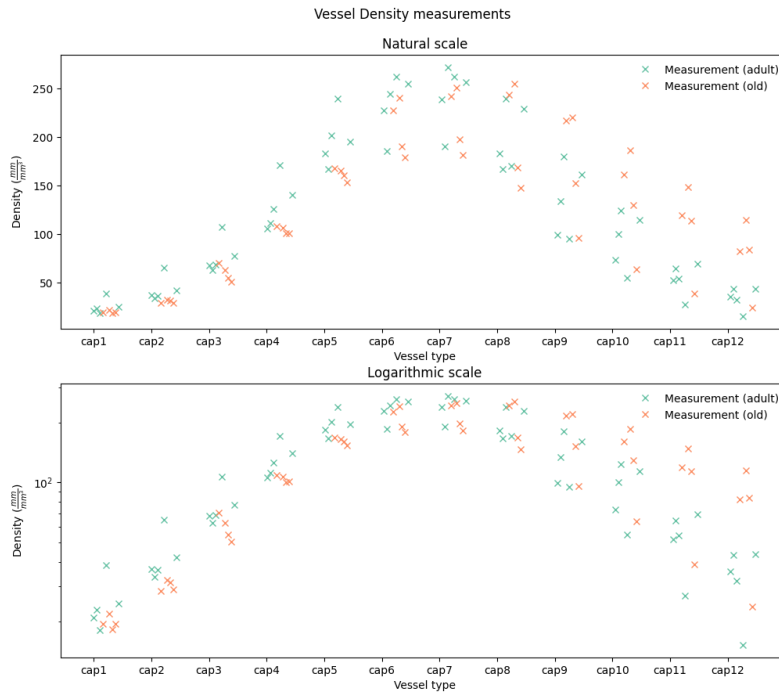 Vessel Density measurements
Natural scale
Measurement (adult)
Measurement (old)
250
200
150
100
50
Density (mm/mm³)
cap1 cap2 cap3 cap4 cap5 cap6 cap7 cap8 cap9 cap10 cap11 cap12
Vessel type
Logarithmic scale
Measurement (adult)
Measurement (old)
10²
Density (mm/mm³)
cap1 cap2 cap3 cap4 cap5 cap6 cap7 cap8 cap9 cap10 cap11 cap12
Vessel type